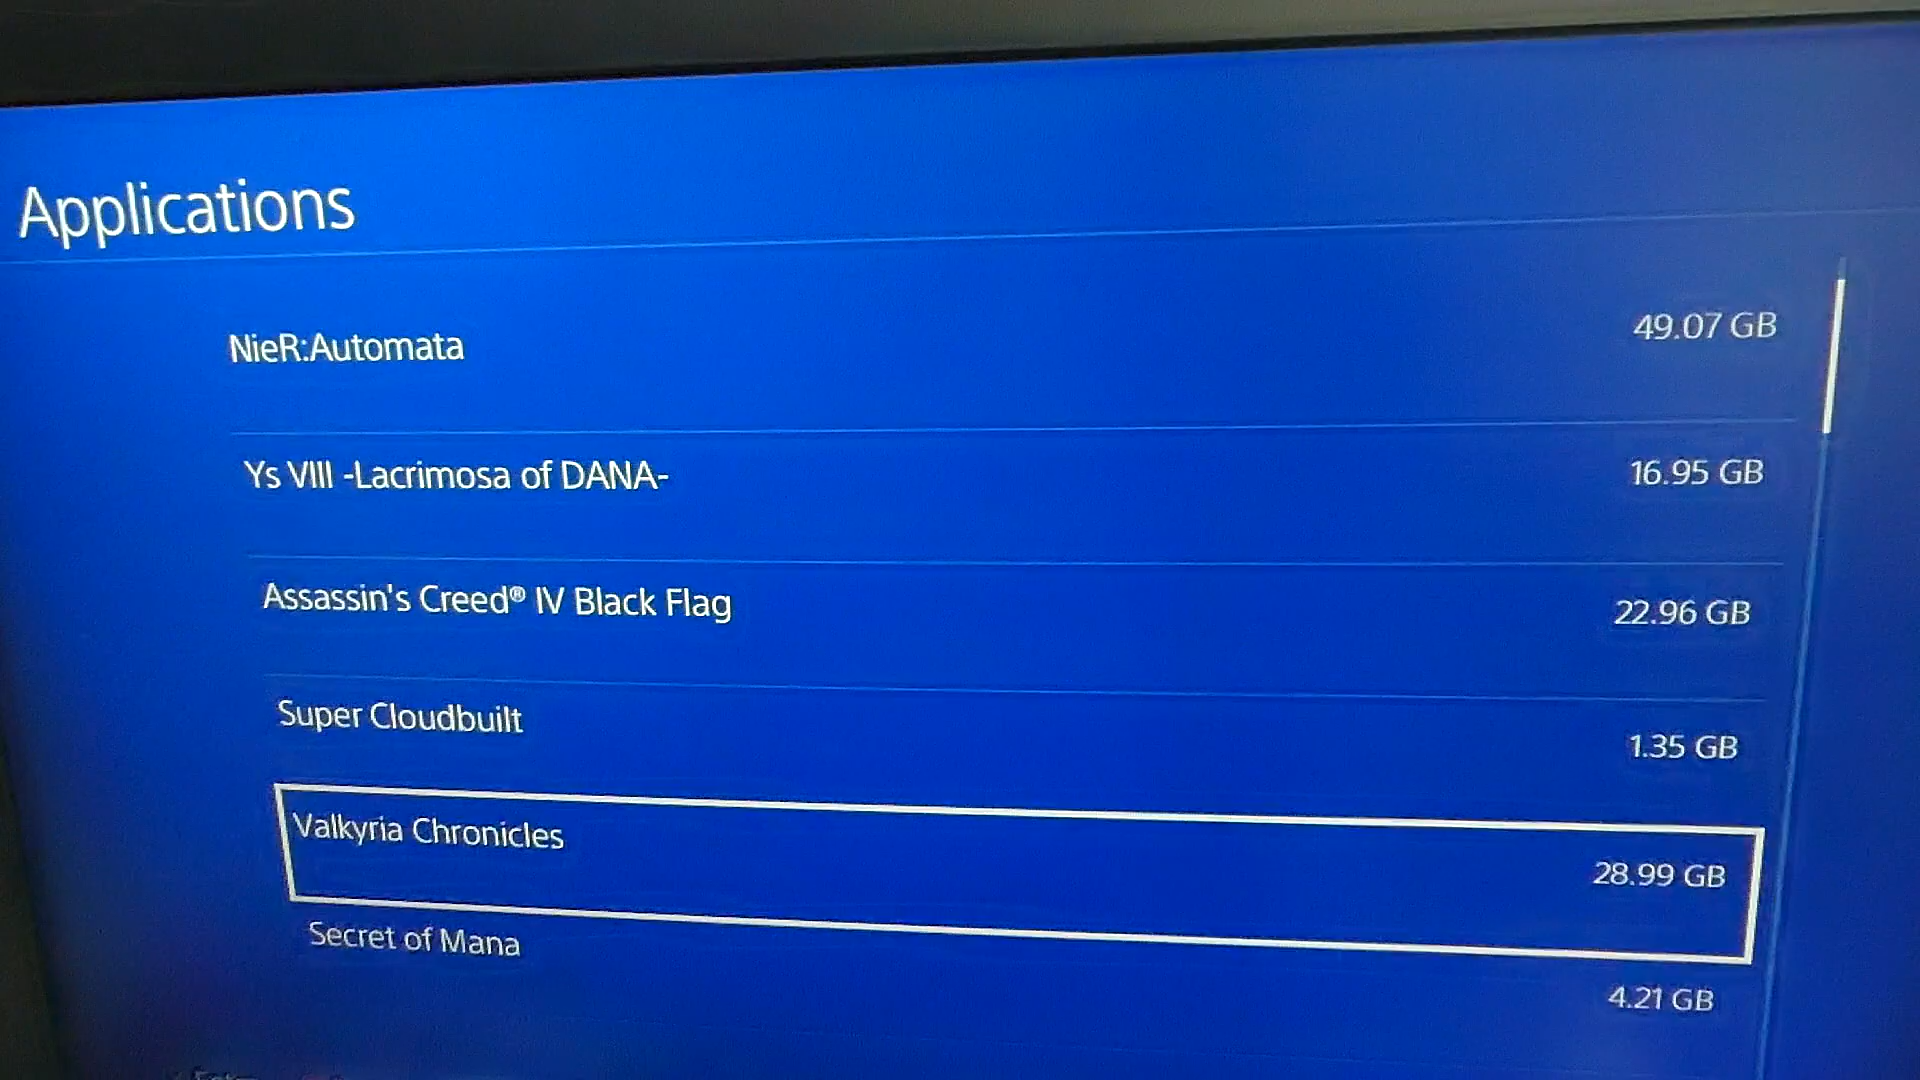 Applications
NieR:Automata 49.07 GB
Ys VIII -Lacrimosa of DANA- 16.95 GB
Assassin's Creed® IV Black Flag 22.96 GB
Super Cloudbuilt 1.35 GB
Valkyria Chronicles 28.99 GB
Secret of Mana 4.21 GB